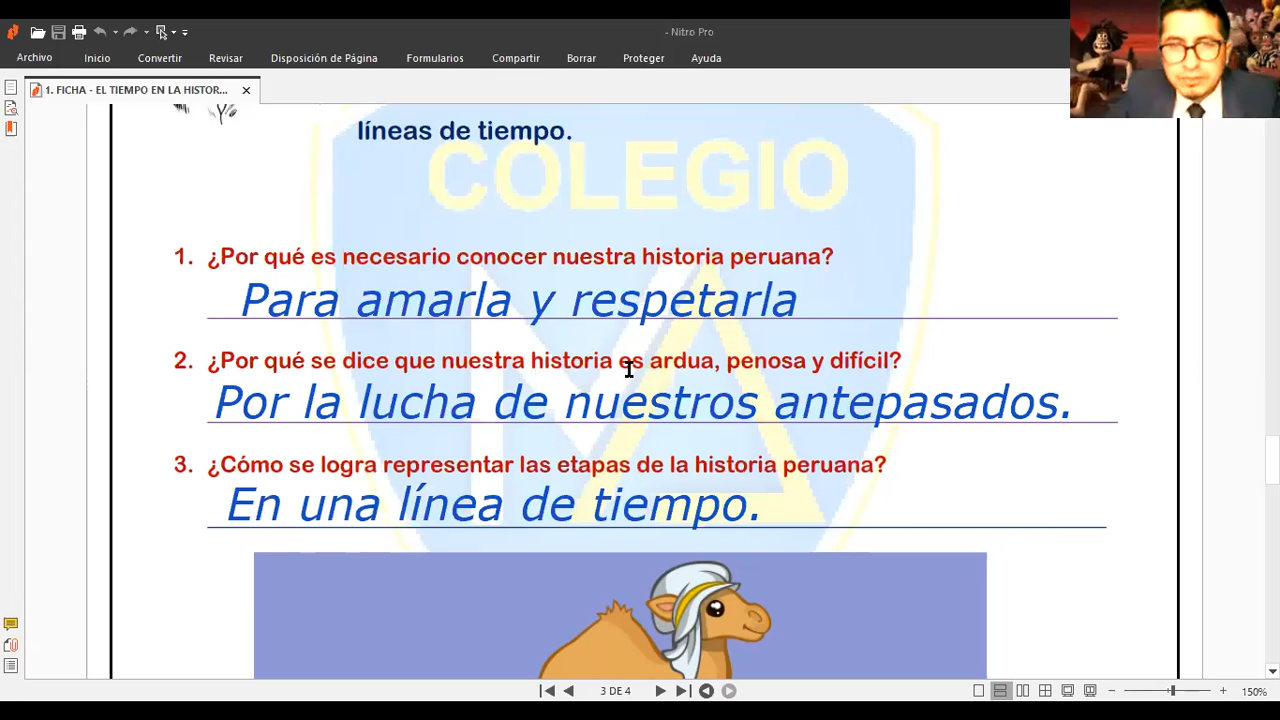 - Nitro Pro
Archivo Inicio Convertir Revisar Disposición de Página Formularios Compartir Borrar Proteger Ayuda
1. FICHA - EL TIEMPO EN LA HISTOR...
líneas de tiempo.
COLEGIO
1. ¿Por qué es necesario conocer nuestra historia peruana?
Para amarla y respetarla
2. ¿Por qué se dice que nuestra historia es ardua, penosa y difícil?
Por la lucha de nuestros antepasados.
3. ¿Cómo se logra representar las etapas de la historia peruana?
En una línea de tiempo.
3 DE 4
150%